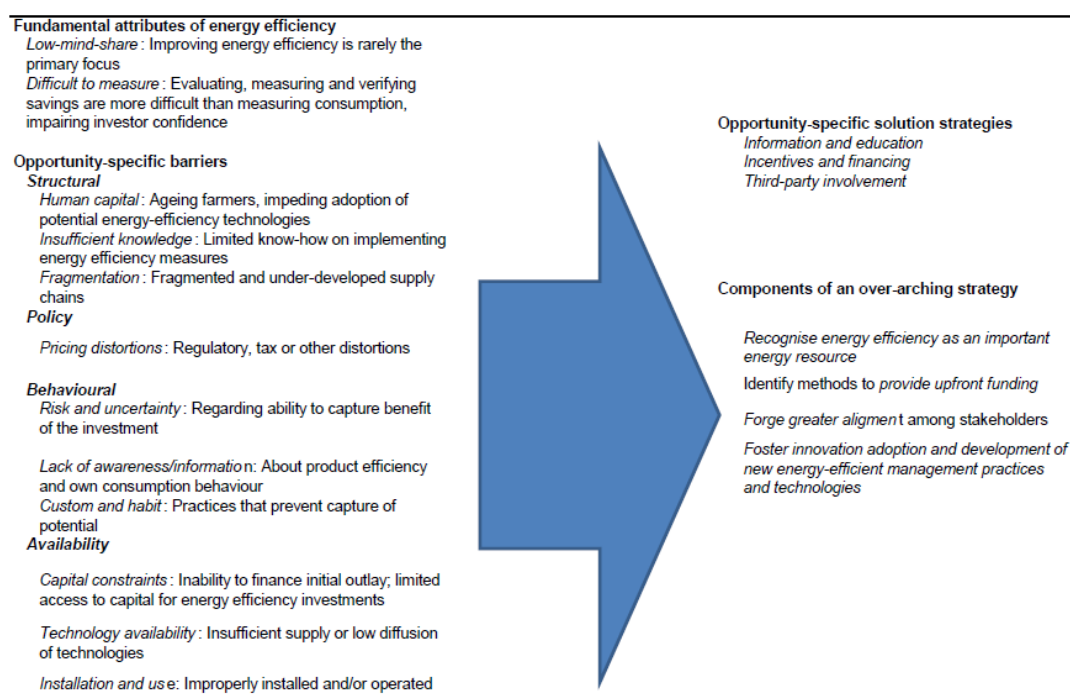 Fundamental attributes of energy efficiency
Low-mind-share: Improving energy efficiency is rarely the
primary focus
Difficult to measure: Evaluating, measuring and verifying
savings are more difficult than measuring consumption,
impairing investor confidence
Opportunity-specific barriers
Structural
Human capital: Ageing farmers, impeding adoption of
potential energy-efficiency technologies
Insufficient knowledge: Limited know-how on implementing
energy efficiency measures
Fragmentation: Fragmented and under-developed supply
chains
Policy
Pricing distortions: Regulatory, tax or other distortions
Behavioural
Risk and uncertainty: Regarding ability to capture benefit
of the investment
Lack of awareness/information: About product efficiency
and own consumption behaviour
Custom and habit: Practices that prevent capture of
potential
Availability
Capital constraints: Inability to finance initial outlay; limited
access to capital for energy efficiency investments
Technology availability: Insufficient supply or low diffusion
of technologies
Installation and use: Improperly installed and/or operated
Opportunity-specific solution strategies
Information and education
Incentives and financing
Third-party involvement
Components of an over-arching strategy
Recognise energy efficiency as an important
energy resource
Identify methods to provide upfront funding
Forge greater aligment among stakeholders
Foster innovation adoption and development of
new energy-efficient management practices
and technologies